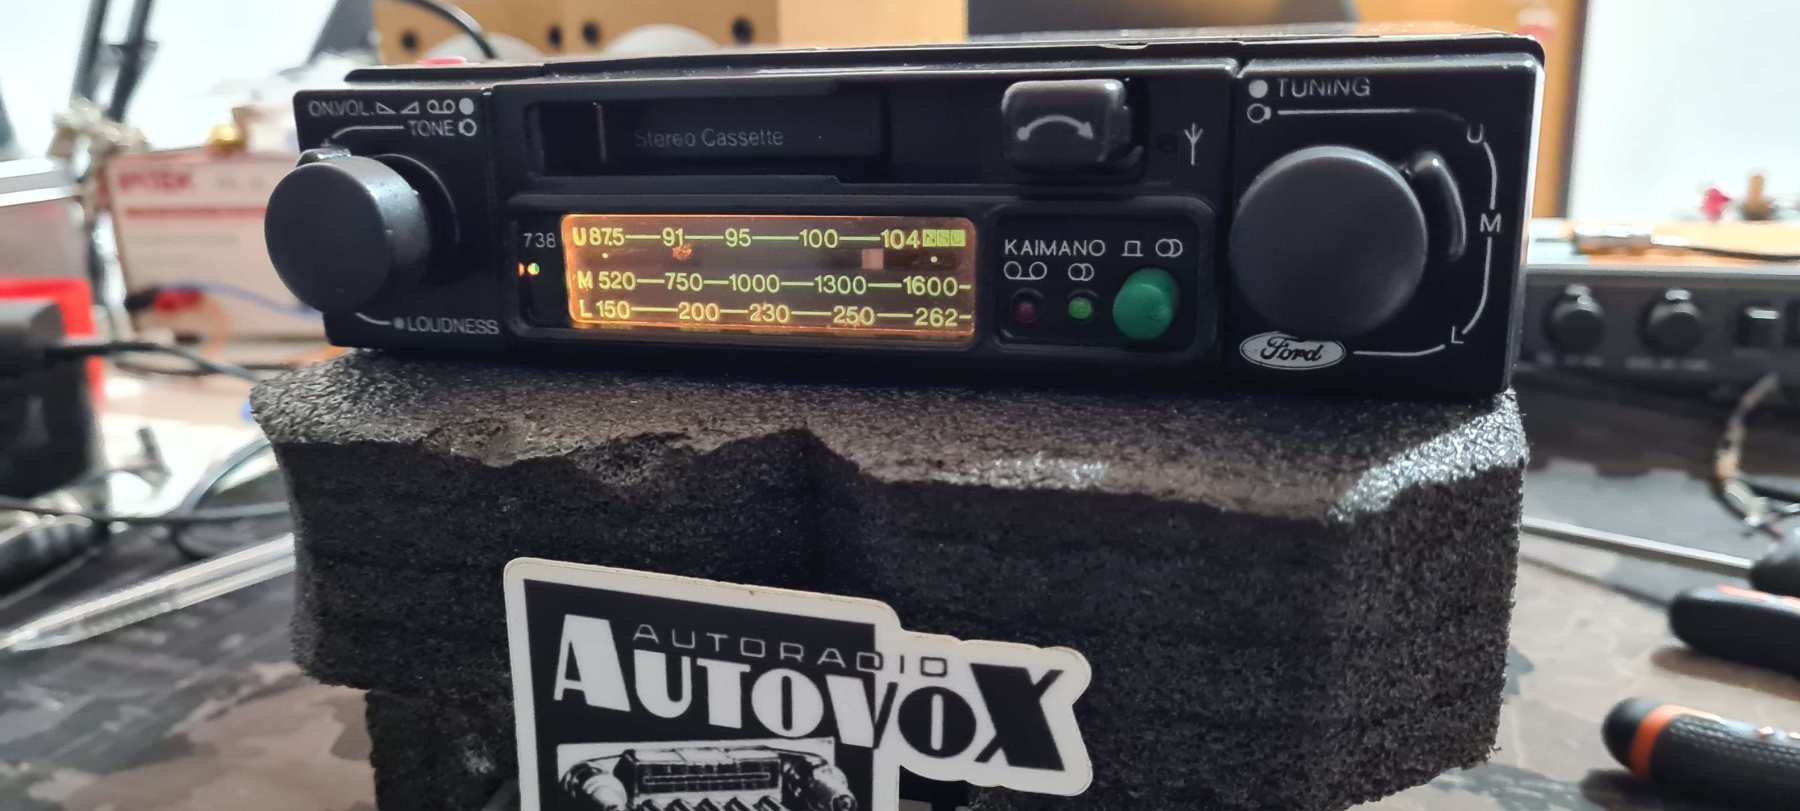 ON.VOL.
TONE
LOUDNESS
Stereo Cassette
738
U 87.5—91—95—100—104
M 520—750—1000—1300—1600
L 150—200—230—250—262
KAIMANO
TUNING
U
M
L
Ford
AUTORADIO
AUTOVOX